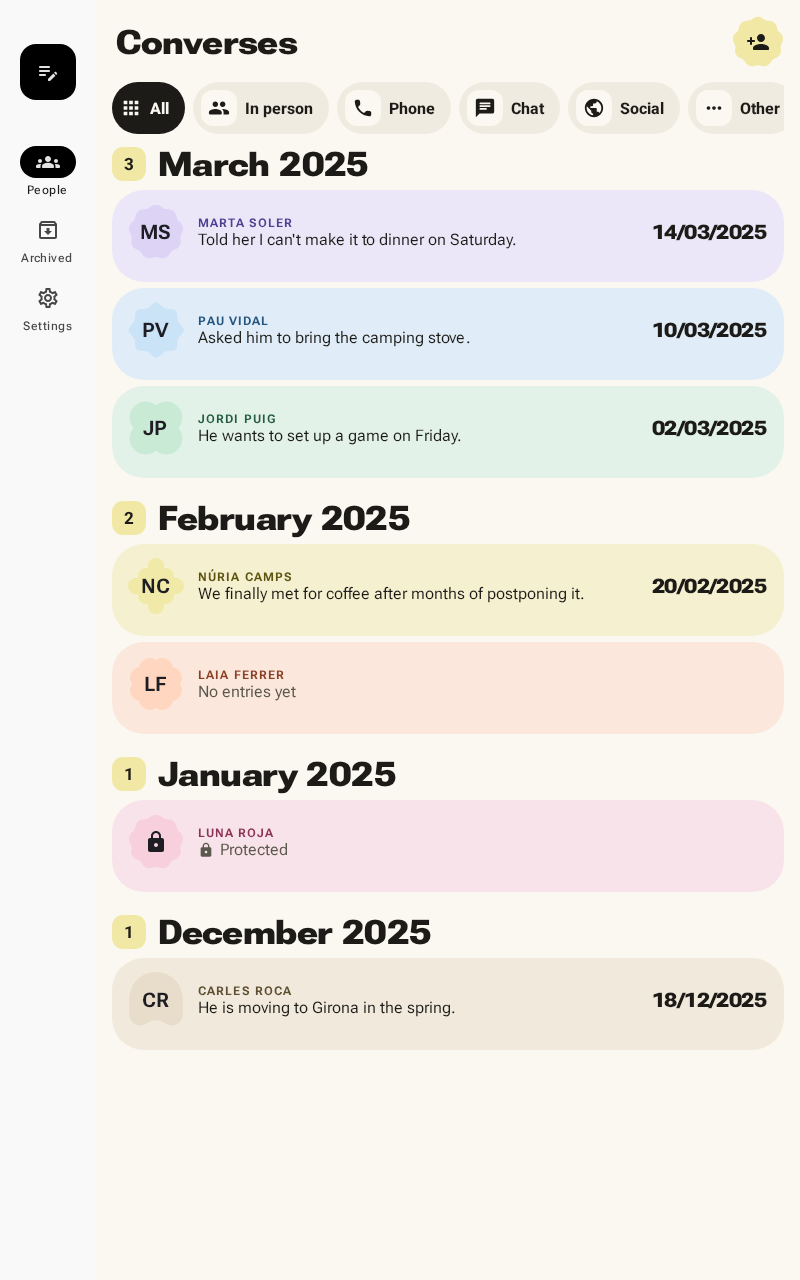 Converses
People
Archived
Settings
All
In person
Phone
Chat
Social
Other
3 March 2025
MS
MARTA SOLER
Told her I can't make it to dinner on Saturday.
14/03/2025
PV
PAU VIDAL
Asked him to bring the camping stove.
10/03/2025
JP
JORDI PUIG
He wants to set up a game on Friday.
02/03/2025
2 February 2025
NC
NÚRIA CAMPS
We finally met for coffee after months of postponing it.
20/02/2025
LF
LAIA FERRER
No entries yet
1 January 2025
LUNA ROJA
Protected
1 December 2025
CR
CARLES ROCA
He is moving to Girona in the spring.
18/12/2025